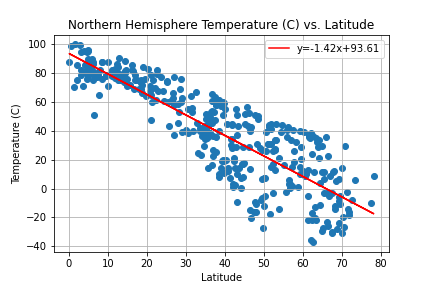 Northern Hemisphere Temperature (C) vs. Latitude
y=-1.42x+93.61
Temperature (C)
100
80
60
40
20
0
−20
−40
0 10 20 30 40 50 60 70 80
Latitude